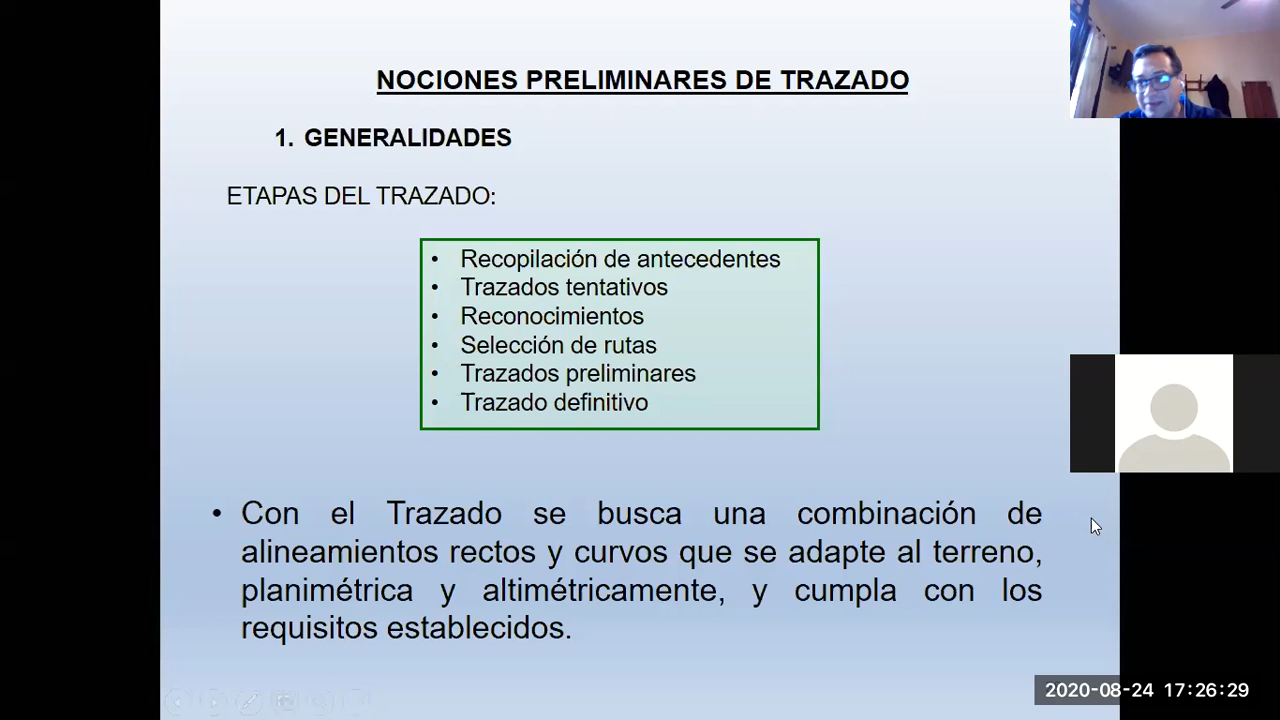 NOCIONES PRELIMINARES DE TRAZADO
1. GENERALIDADES
ETAPAS DEL TRAZADO:
• Recopilación de antecedentes
• Trazados tentativos
• Reconocimientos
• Selección de rutas
• Trazados preliminares
• Trazado definitivo
• Con el Trazado se busca una combinación de
alineamientos rectos y curvos que se adapte al terreno,
planimétrica y altimétricamente, y cumpla con los
requisitos establecidos.
2020-08-24 17:26:29